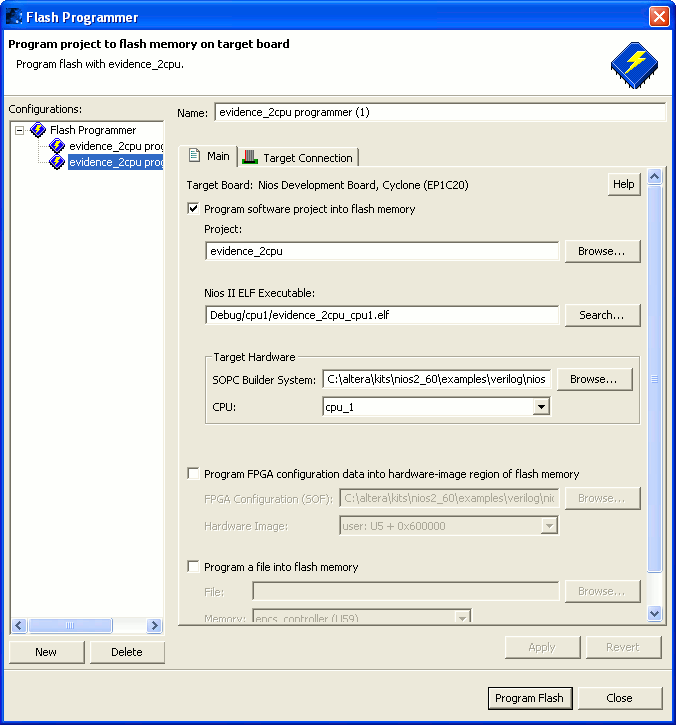 Flash Programmer
Program project to flash memory on target board
Program flash with evidence_2cpu.
Configurations:
Flash Programmer
evidence_2cpu prog
evidence_2cpu prog
New
Delete
Name: evidence_2cpu programmer (1)
Main
Target Connection
Target Board: Nios Development Board, Cyclone (EP1C20)
Help
Program software project into flash memory
Project:
evidence_2cpu
Browse...
Nios II ELF Executable:
Debug/cpu1/evidence_2cpu_cpu1.elf
Search...
Target Hardware
SOPC Builder System: C:\altera\kits\nios2_60\examples\verilog\nios
Browse...
CPU: cpu_1
Program FPGA configuration data into hardware-image region of flash memory
FPGA Configuration (SOF): C:\altera\kits\nios2_60\examples\verilog\nio
Browse...
Hardware Image: user: U5 + 0x600000
Program a file into flash memory
File:
Browse...
Memory: epcs_controller (U59)
Apply
Revert
Program Flash
Close